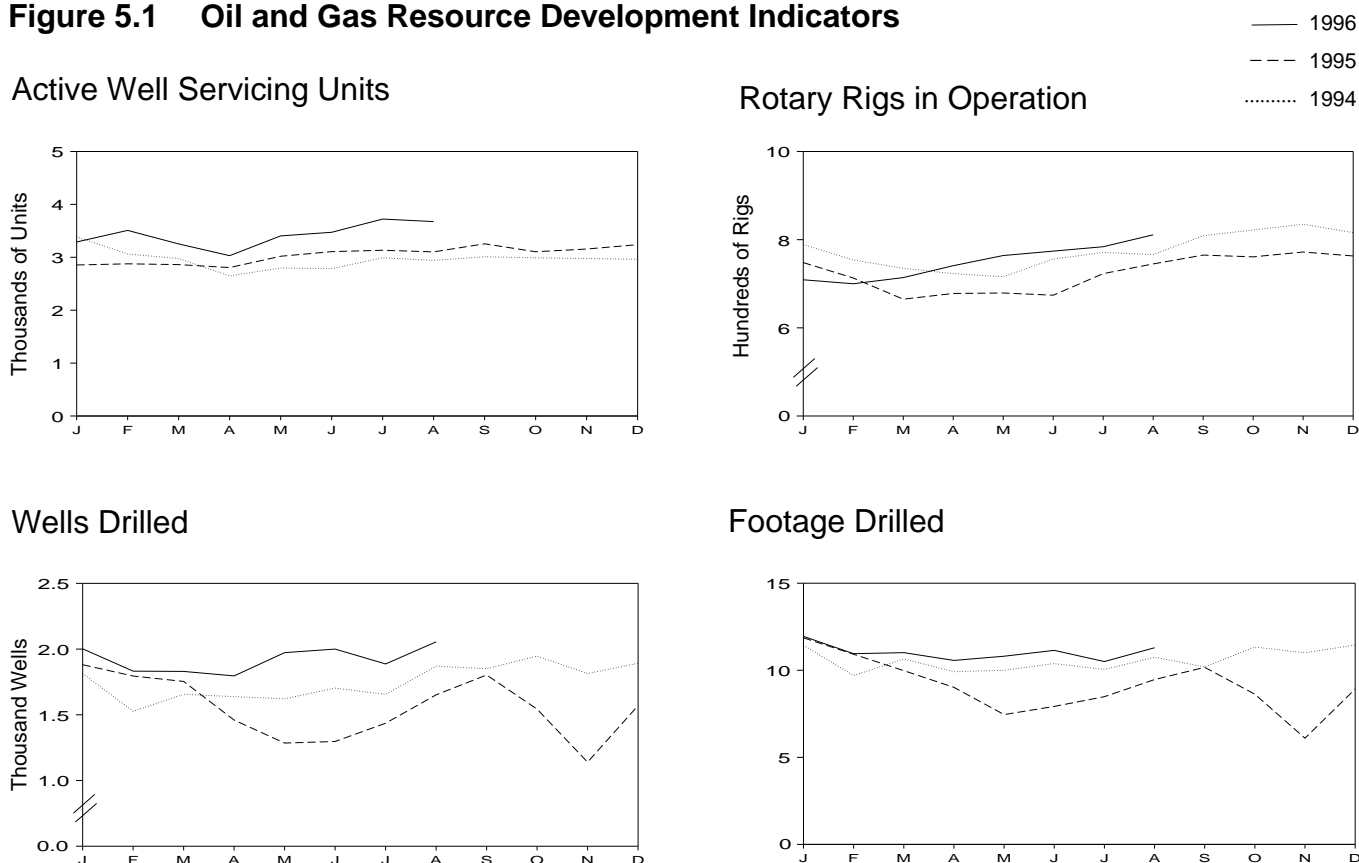 Figure 5.1 Oil and Gas Resource Development Indicators
1996
1995
1994
Active Well Servicing Units
Thousands of Units
5
4
3
2
1
0
J F M A M J J A S O N D
Rotary Rigs in Operation
Hundreds of Rigs
10
8
6
0
J F M A M J J A S O N D
Wells Drilled
Thousand Wells
2.5
2.0
1.5
1.0
0.0
J F M A M J J A S O N D
Footage Drilled
15
10
5
0
J F M A M J J A S O N D